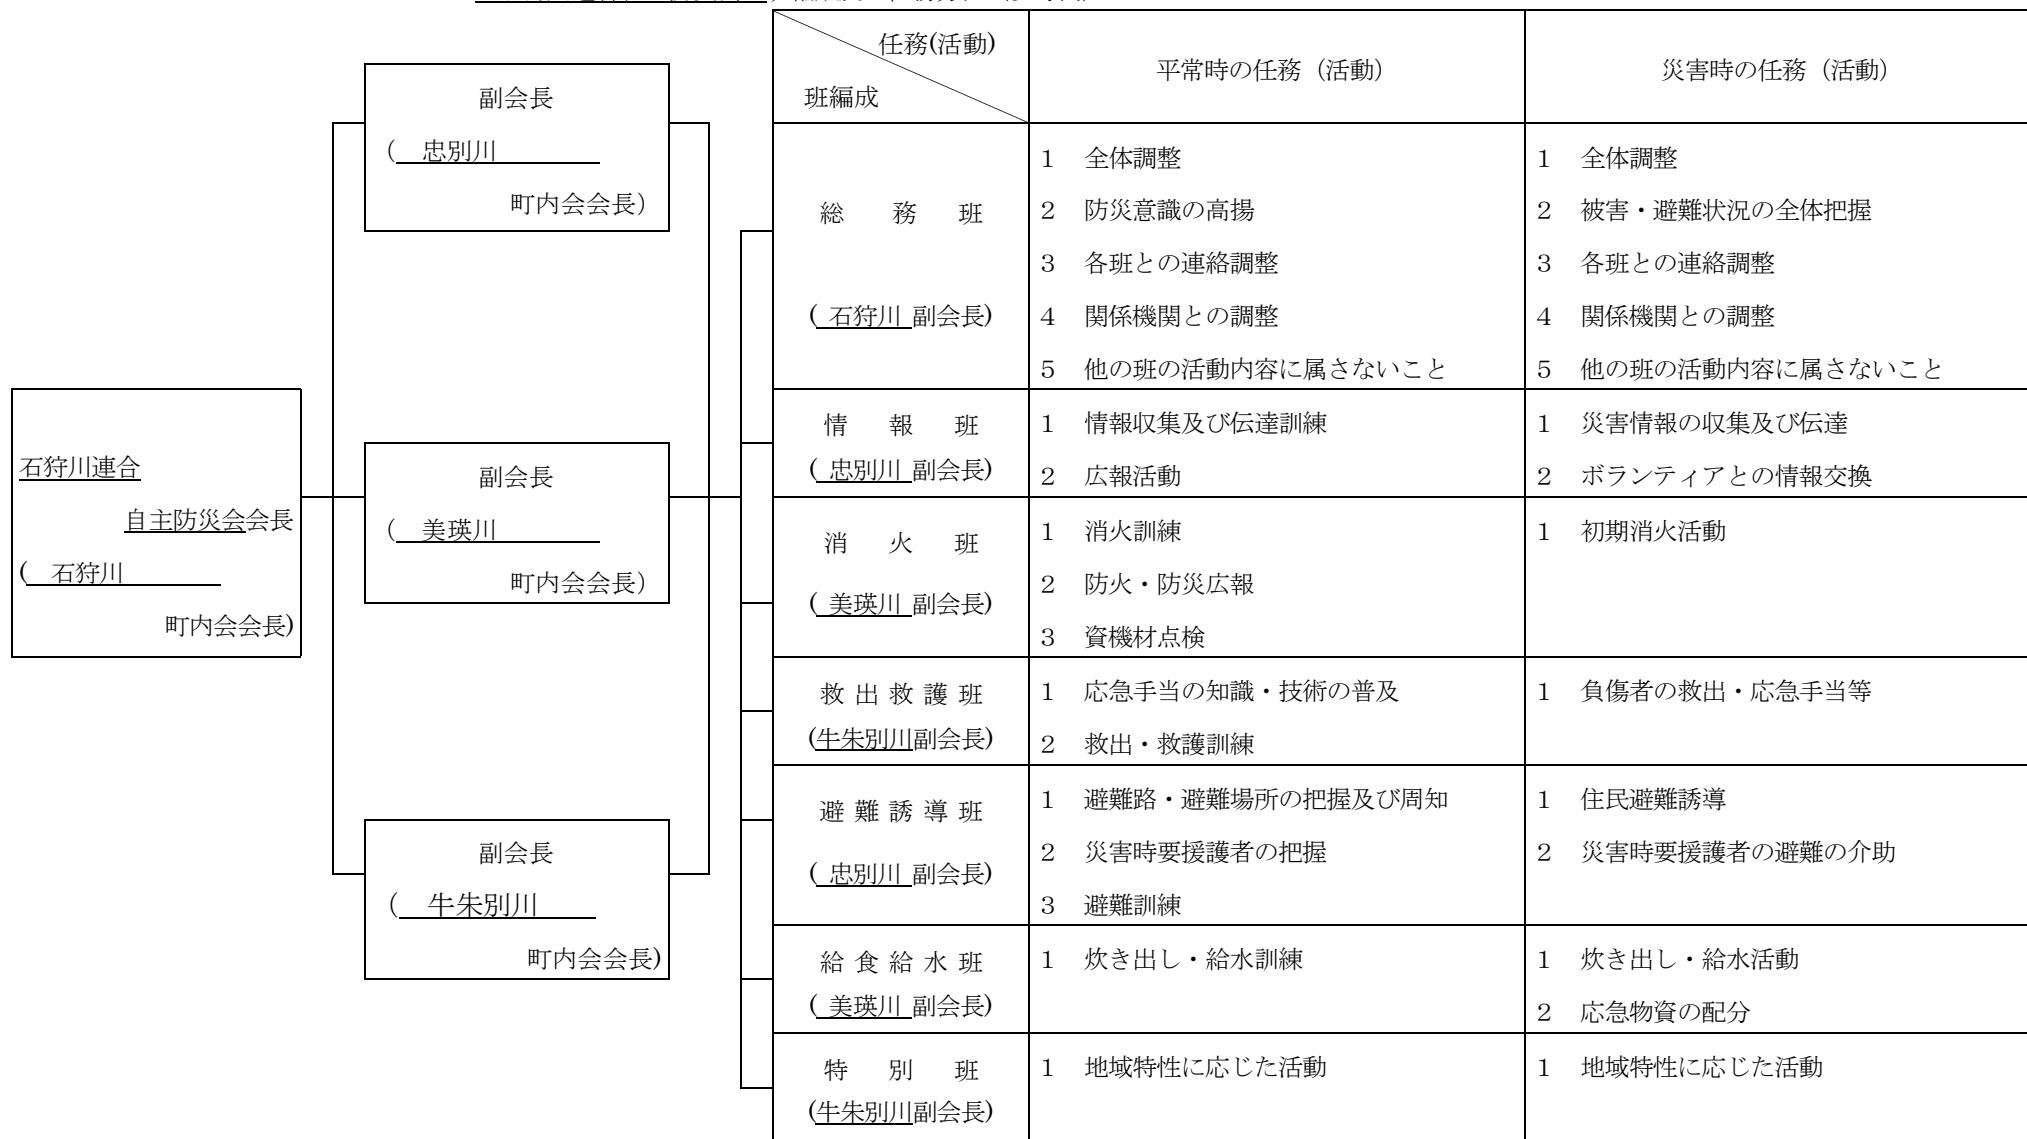 石狩川連合
自主防災会会長
( 石狩川
町内会会長)
副会長
( 忠別川
町内会会長)
副会長
( 美瑛川
町内会会長)
副会長
( 牛朱別川
町内会会長)
任務(活動)
班編成
平常時の任務（活動）
災害時の任務（活動）
総務班
( 石狩川 副会長)
1 全体調整
2 防災意識の高揚
3 各班との連絡調整
4 関係機関との調整
5 他の班の活動内容に属さないこと
1 全体調整
2 被害・避難状況の全体把握
3 各班との連絡調整
4 関係機関との調整
5 他の班の活動内容に属さないこと
情報班
( 忠別川 副会長)
1 情報収集及び伝達訓練
2 広報活動
1 災害情報の収集及び伝達
2 ボランティアとの情報交換
消火班
( 美瑛川 副会長)
1 消火訓練
2 防火・防災広報
3 資機材点検
1 初期消火活動
救出救護班
(牛朱別川副会長)
1 応急手当の知識・技術の普及
2 救出・救護訓練
1 負傷者の救出・応急手当等
避難誘導班
( 忠別川 副会長)
1 避難路・避難場所の把握及び周知
2 災害時要援護者の把握
3 避難訓練
1 住民避難誘導
2 災害時要援護者の避難の介助
給食給水班
( 美瑛川 副会長)
1 炊き出し・給水訓練
1 炊き出し・給水活動
2 応急物資の配分
特別班
(牛朱別川副会長)
1 地域特性に応じた活動
1 地域特性に応じた活動